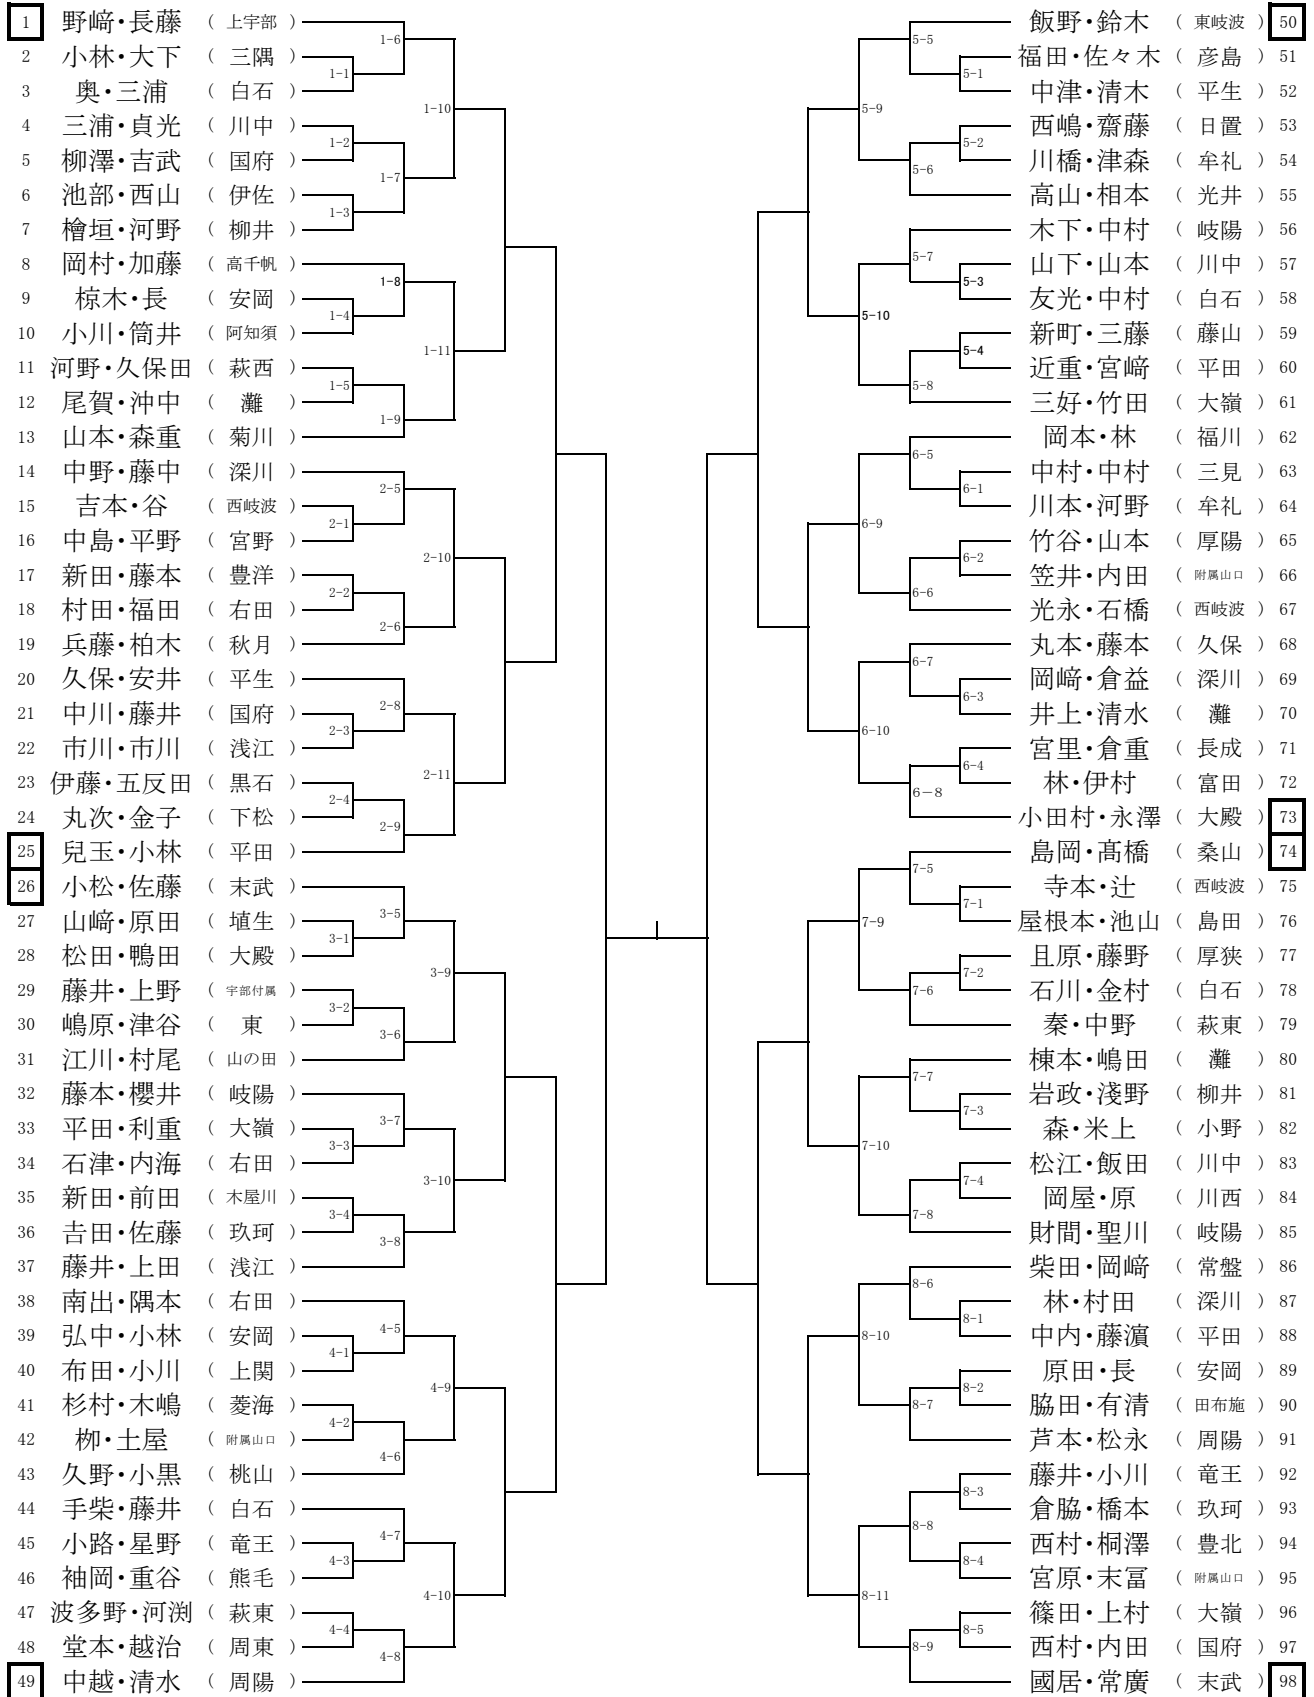 1 野﨑・長藤 （ 上宇部 ）
2 小林・大下 （ 三隅 ）
3 奥・三浦 （ 白石 ）
4 三浦・貞光 （ 川中 ）
5 柳澤・吉武 （ 国府 ）
6 池部・西山 （ 伊佐 ）
7 檜垣・河野 （ 柳井 ）
8 岡村・加藤 （ 高千帆 ）
9 椋木・長 （ 安岡 ）
10 小川・筒井 （ 阿知須 ）
11 河野・久保田 （ 萩西 ）
12 尾賀・沖中 （ 灘 ）
13 山本・森重 （ 菊川 ）
14 中野・藤中 （ 深川 ）
15 吉本・谷 （ 西岐波 ）
16 中島・平野 （ 宮野 ）
17 新田・藤本 （ 豊洋 ）
18 村田・福田 （ 右田 ）
19 兵藤・柏木 （ 秋月 ）
20 久保・安井 （ 平生 ）
21 中川・藤井 （ 国府 ）
22 市川・市川 （ 浅江 ）
23 伊藤・五反田 （ 黒石 ）
24 丸次・金子 （ 下松 ）
25 兒玉・小林 （ 平田 ）
26 小松・佐藤 （ 末武 ）
27 山﨑・原田 （ 埴生 ）
28 松田・鴨田 （ 大殿 ）
29 藤井・上野 （ 宇部付属 ）
30 嶋原・津谷 （ 東 ）
31 江川・村尾 （ 山の田 ）
32 藤本・櫻井 （ 岐陽 ）
33 平田・利重 （ 大嶺 ）
34 石津・内海 （ 右田 ）
35 新田・前田 （ 木屋川 ）
36 𠮷田・佐藤 （ 玖珂 ）
37 藤井・上田 （ 浅江 ）
38 南出・隅本 （ 右田 ）
39 弘中・小林 （ 安岡 ）
40 布田・小川 （ 上関 ）
41 杉村・木嶋 （ 菱海 ）
42 栁・土屋 （ 附属山口 ）
43 久野・小黒 （ 桃山 ）
44 手柴・藤井 （ 白石 ）
45 小路・星野 （ 竜王 ）
46 袖岡・重谷 （ 熊毛 ）
47 波多野・河渕 （ 萩東 ）
48 堂本・越治 （ 周東 ）
49 中越・清水 （ 周陽 ）
1-6
1-1
1-10
1-2
1-7
1-3
1-8
1-4
1-11
1-5
1-9
2-5
2-1
2-10
2-2
2-6
2-8
2-3
2-11
2-4
2-9
3-5
3-1
3-9
3-2
3-6
3-7
3-3
3-10
3-4
3-8
4-5
4-1
4-9
4-2
4-6
4-7
4-3
4-10
4-4
4-8
5-5
5-1
5-9
5-2
5-6
5-7
5-3
5-10
5-4
5-8
6-5
6-1
6-9
6-2
6-6
6-7
6-3
6-10
6-4
6－8
7-5
7-1
7-9
7-2
7-6
7-7
7-3
7-10
7-4
7-8
8-6
8-1
8-10
8-2
8-7
8-3
8-8
8-4
8-11
8-5
8-9
飯野・鈴木 （ 東岐波 ） 50
福田・佐々木 （ 彦島 ） 51
中津・清木 （ 平生 ） 52
西嶋・齋藤 （ 日置 ） 53
川橋・津森 （ 牟礼 ） 54
高山・相本 （ 光井 ） 55
木下・中村 （ 岐陽 ） 56
山下・山本 （ 川中 ） 57
友光・中村 （ 白石 ） 58
新町・三藤 （ 藤山 ） 59
近重・宮﨑 （ 平田 ） 60
三好・竹田 （ 大嶺 ） 61
岡本・林 （ 福川 ） 62
中村・中村 （ 三見 ） 63
川本・河野 （ 牟礼 ） 64
竹谷・山本 （ 厚陽 ） 65
笠井・内田 （ 附属山口 ） 66
光永・石橋 （ 西岐波 ） 67
丸本・藤本 （ 久保 ） 68
岡﨑・倉益 （ 深川 ） 69
井上・清水 （ 灘 ） 70
宮里・倉重 （ 長成 ） 71
林・伊村 （ 富田 ） 72
小田村・永澤 （ 大殿 ） 73
島岡・髙橋 （ 桑山 ） 74
寺本・辻 （ 西岐波 ） 75
屋根本・池山 （ 島田 ） 76
且原・藤野 （ 厚狭 ） 77
石川・金村 （ 白石 ） 78
秦・中野 （ 萩東 ） 79
棟本・嶋田 （ 灘 ） 80
岩政・淺野 （ 柳井 ） 81
森・米上 （ 小野 ） 82
松江・飯田 （ 川中 ） 83
岡屋・原 （ 川西 ） 84
財間・聖川 （ 岐陽 ） 85
柴田・岡﨑 （ 常盤 ） 86
林・村田 （ 深川 ） 87
中内・藤濵 （ 平田 ） 88
原田・長 （ 安岡 ） 89
脇田・有清 （ 田布施 ） 90
芦本・松永 （ 周陽 ） 91
藤井・小川 （ 竜王 ） 92
倉脇・橋本 （ 玖珂 ） 93
西村・桐澤 （ 豊北 ） 94
宮原・末冨 （ 附属山口 ） 95
篠田・上村 （ 大嶺 ） 96
西村・内田 （ 国府 ） 97
國居・常廣 （ 末武 ） 98